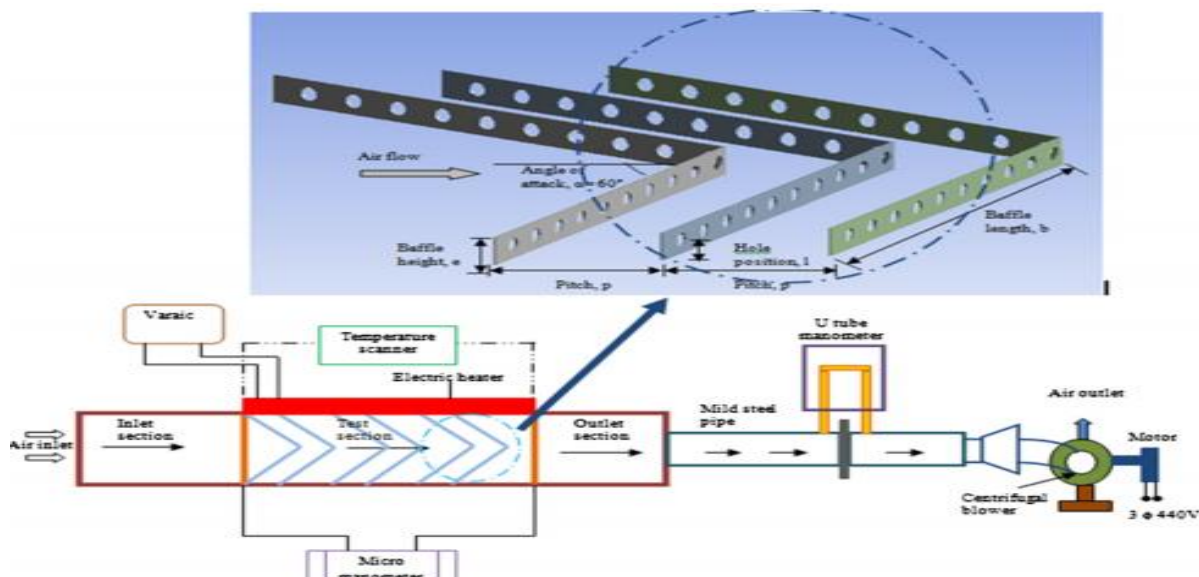 Air flow
Angle of
attack, α=60°
Baffle
height, e
Pitch, p
Hole
position, l
Pitch, p
Baffle
length, b
Varaic
Temperature
scanner
Electric heater
U tube
manometer
Air inlet
Inlet
section
Test
section
Outlet
section
Mild steel
pipe
Air outlet
Motor
Centrifugal
blower
3 ϕ 440V
Micro
manometer